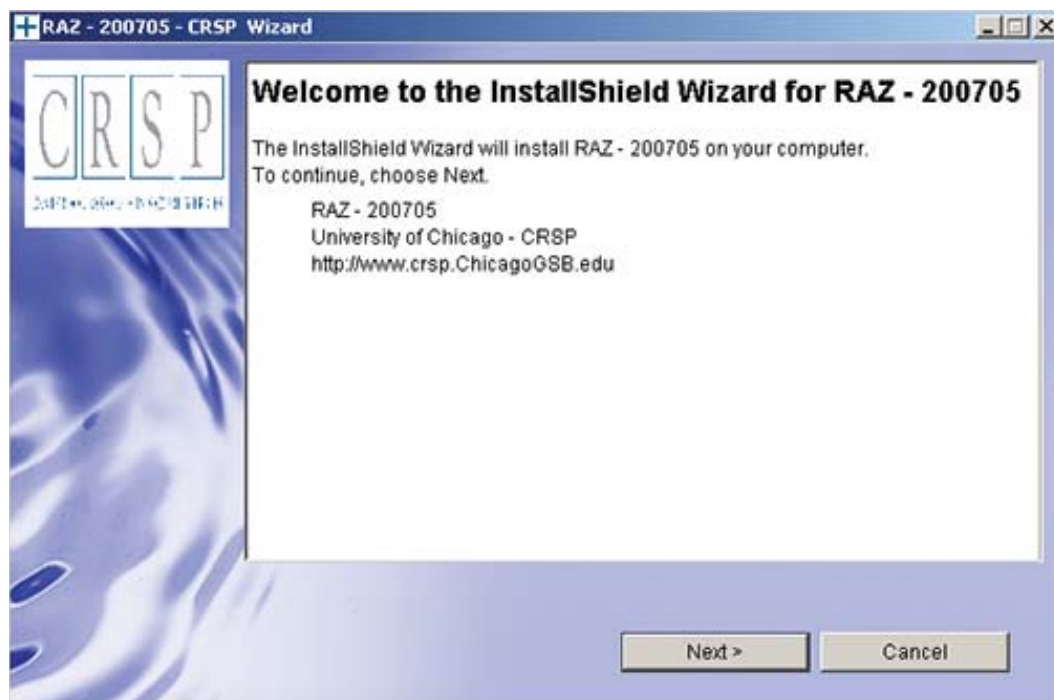 RAZ - 200705 - CRSP Wizard
CRSP
Welcome to the InstallShield Wizard for RAZ - 200705
The InstallShield Wizard will install RAZ - 200705 on your computer.
To continue, choose Next.
RAZ - 200705
University of Chicago - CRSP
http://www.crsp.ChicagoGSB.edu
Next >
Cancel